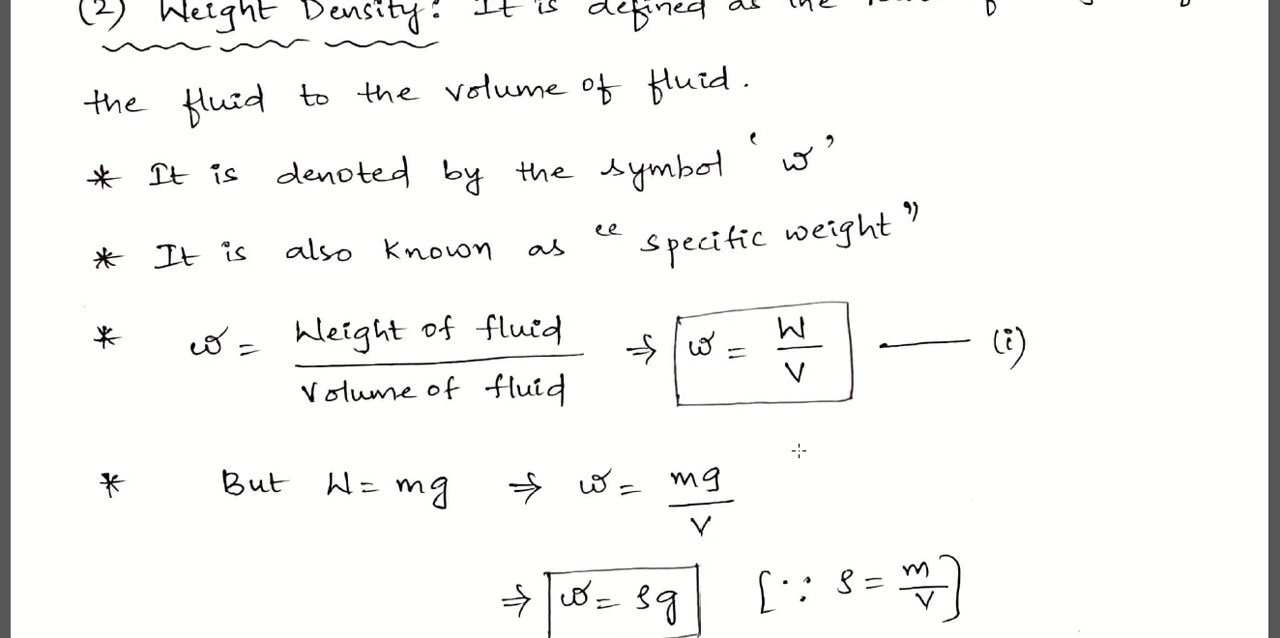 (2) Weight Density: It is defined as the
the fluid to the volume of fluid.
* It is denoted by the symbol 'w'
* It is also known as "specific weight"
* w = Weight of fluid / Volume of fluid ⇒ w = W/V —— (i)
* But W = mg ⇒ w = mg/V
⇒ w = ρg [∵ ρ = m/V]